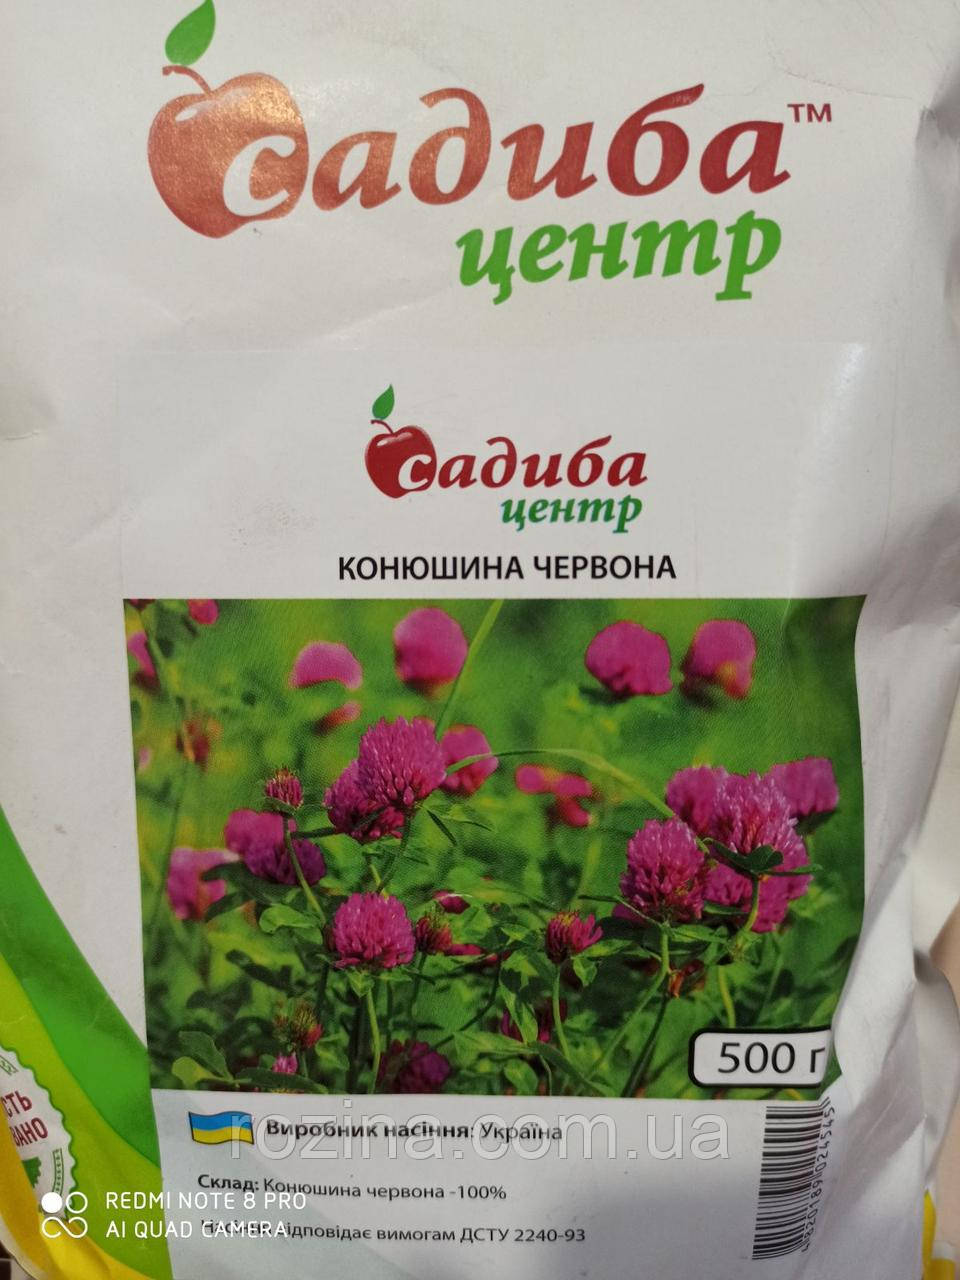 Садиба™
центр
Садиба
центр
КОНЮШИНА ЧЕРВОНА
500 г
Виробник насіння: Україна
rozina.com.ua
Склад: Конюшина червона -100%
відповідає вимогам ДСТУ 2240-93
4820189024545
REDMI NOTE 8 PRO
AI QUAD CAMERA